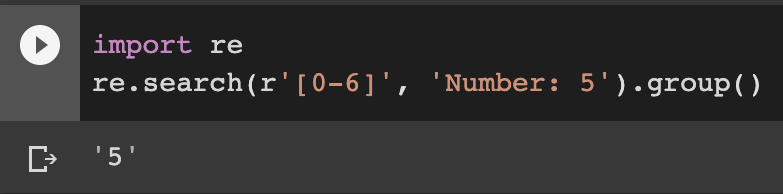 import re
re.search(r'[0-6]', 'Number: 5').group()
'5'